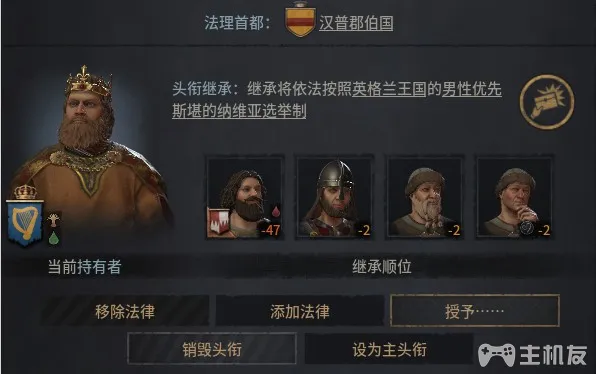 法理首都：汉普郡伯国
头衔继承：继承将依法按照英格兰王国的男性优先
斯堪的纳维亚选举制
-47
-2
-2
-2
当前持有者
继承顺位
移除法律
添加法律
授予……
销毁头衔
设为主头衔
主机友